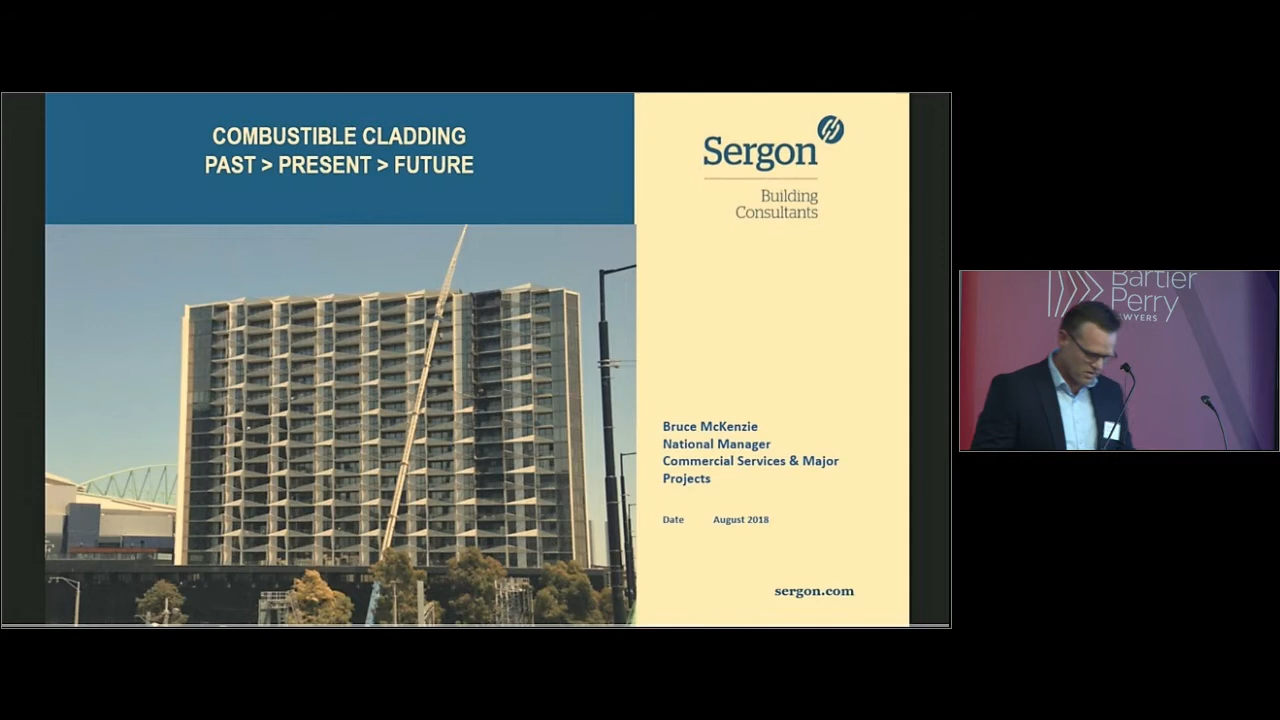 COMBUSTIBLE CLADDING
PAST > PRESENT > FUTURE
Sergon
Building
Consultants
Bruce McKenzie
National Manager
Commercial Services & Major
Projects
Date August 2018
sergon.com
Bartier
Perry
WYERS